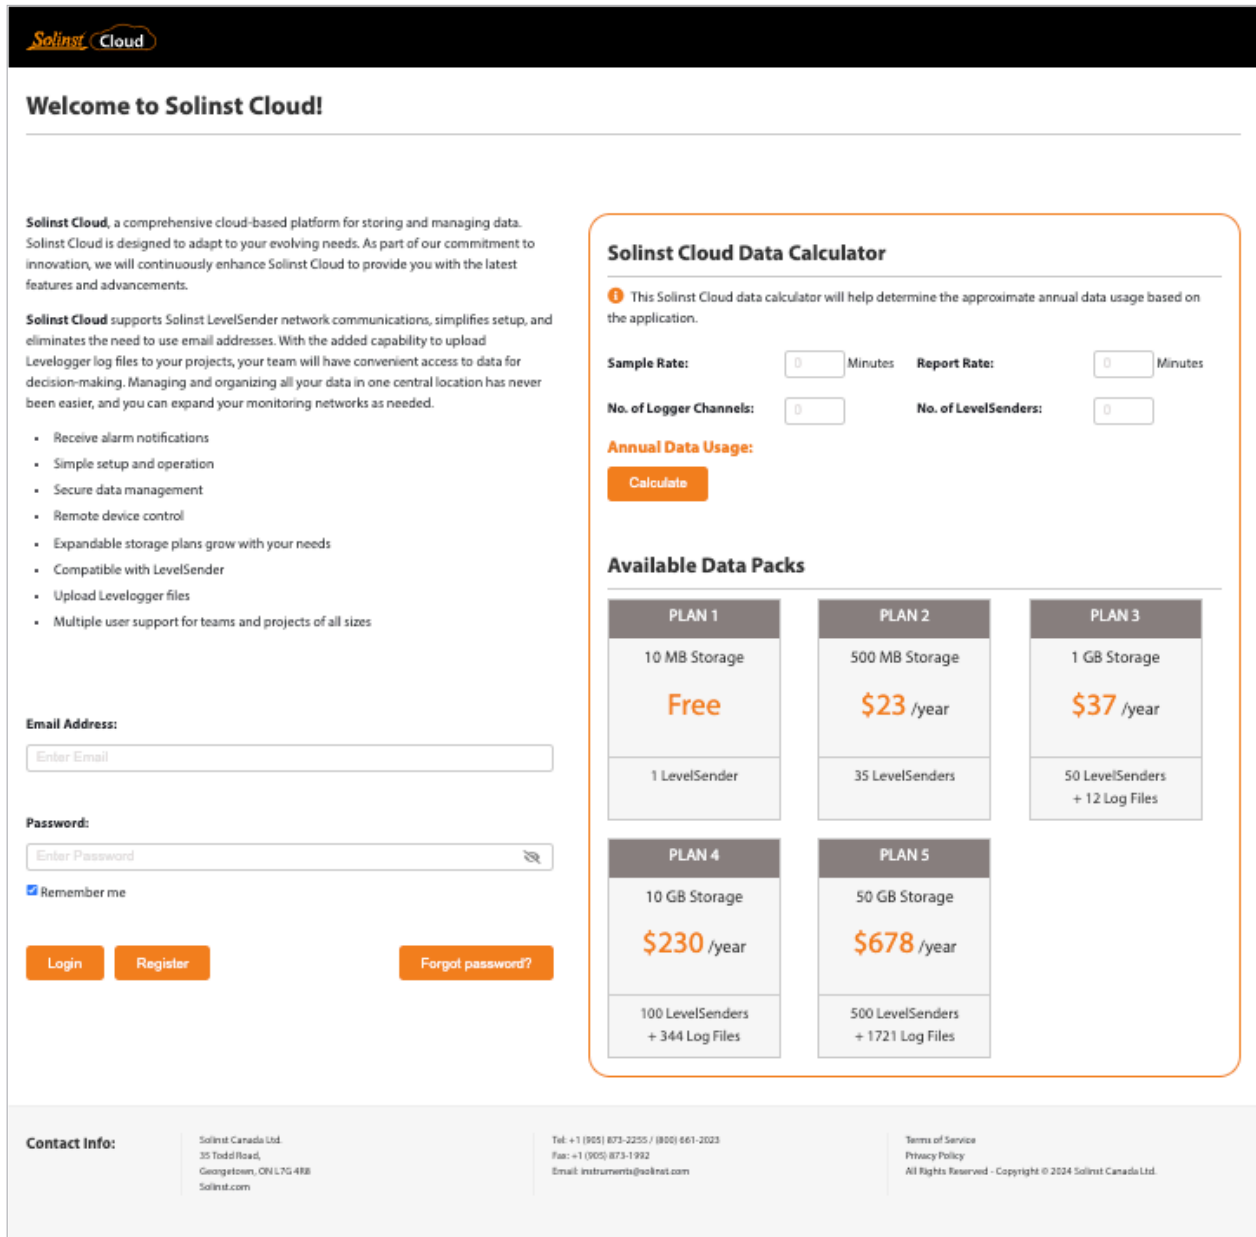 Solinst Cloud
Welcome to Solinst Cloud!
Solinst Cloud, a comprehensive cloud-based platform for storing and managing data.
Solinst Cloud is designed to adapt to your evolving needs. As part of our commitment to
innovation, we will continuously enhance Solinst Cloud to provide you with the latest
features and advancements.
Solinst Cloud supports Solinst LevelSender network communications, simplifies setup, and
eliminates the need to use email addresses. With the added capability to upload
Levelogger log files to your projects, your team will have convenient access to data for
decision-making. Managing and organizing all your data in one central location has never
been easier, and you can expand your monitoring networks as needed.
• Receive alarm notifications
• Simple setup and operation
• Secure data management
• Remote device control
• Expandable storage plans grow with your needs
• Compatible with LevelSender
• Upload Levelogger files
• Multiple user support for teams and projects of all sizes
Email Address:
Enter Email
Password:
Enter Password
Remember me
Login Register Forgot password?
Solinst Cloud Data Calculator
This Solinst Cloud data calculator will help determine the approximate annual data usage based on
the application.
Sample Rate: 0 Minutes Report Rate: 0 Minutes
No. of Logger Channels: 0 No. of LevelSenders: 0
Annual Data Usage:
Calculate
Available Data Packs
PLAN 1
10 MB Storage
Free
1 LevelSender
PLAN 2
500 MB Storage
$23 /year
35 LevelSenders
PLAN 3
1 GB Storage
$37 /year
50 LevelSenders
+ 12 Log Files
PLAN 4
10 GB Storage
$230 /year
100 LevelSenders
+ 344 Log Files
PLAN 5
50 GB Storage
$678 /year
500 LevelSenders
+ 1721 Log Files
Contact Info:
Solinst Canada Ltd.
35 Todd Road,
Georgetown, ON L7G 4R8
Solinst.com
Tel: +1 (905) 873-2255 / (800) 661-2023
Fax: +1 (905) 873-1992
Email: instruments@solinst.com
Terms of Service
Privacy Policy
All Rights Reserved - Copyright © 2024 Solinst Canada Ltd.